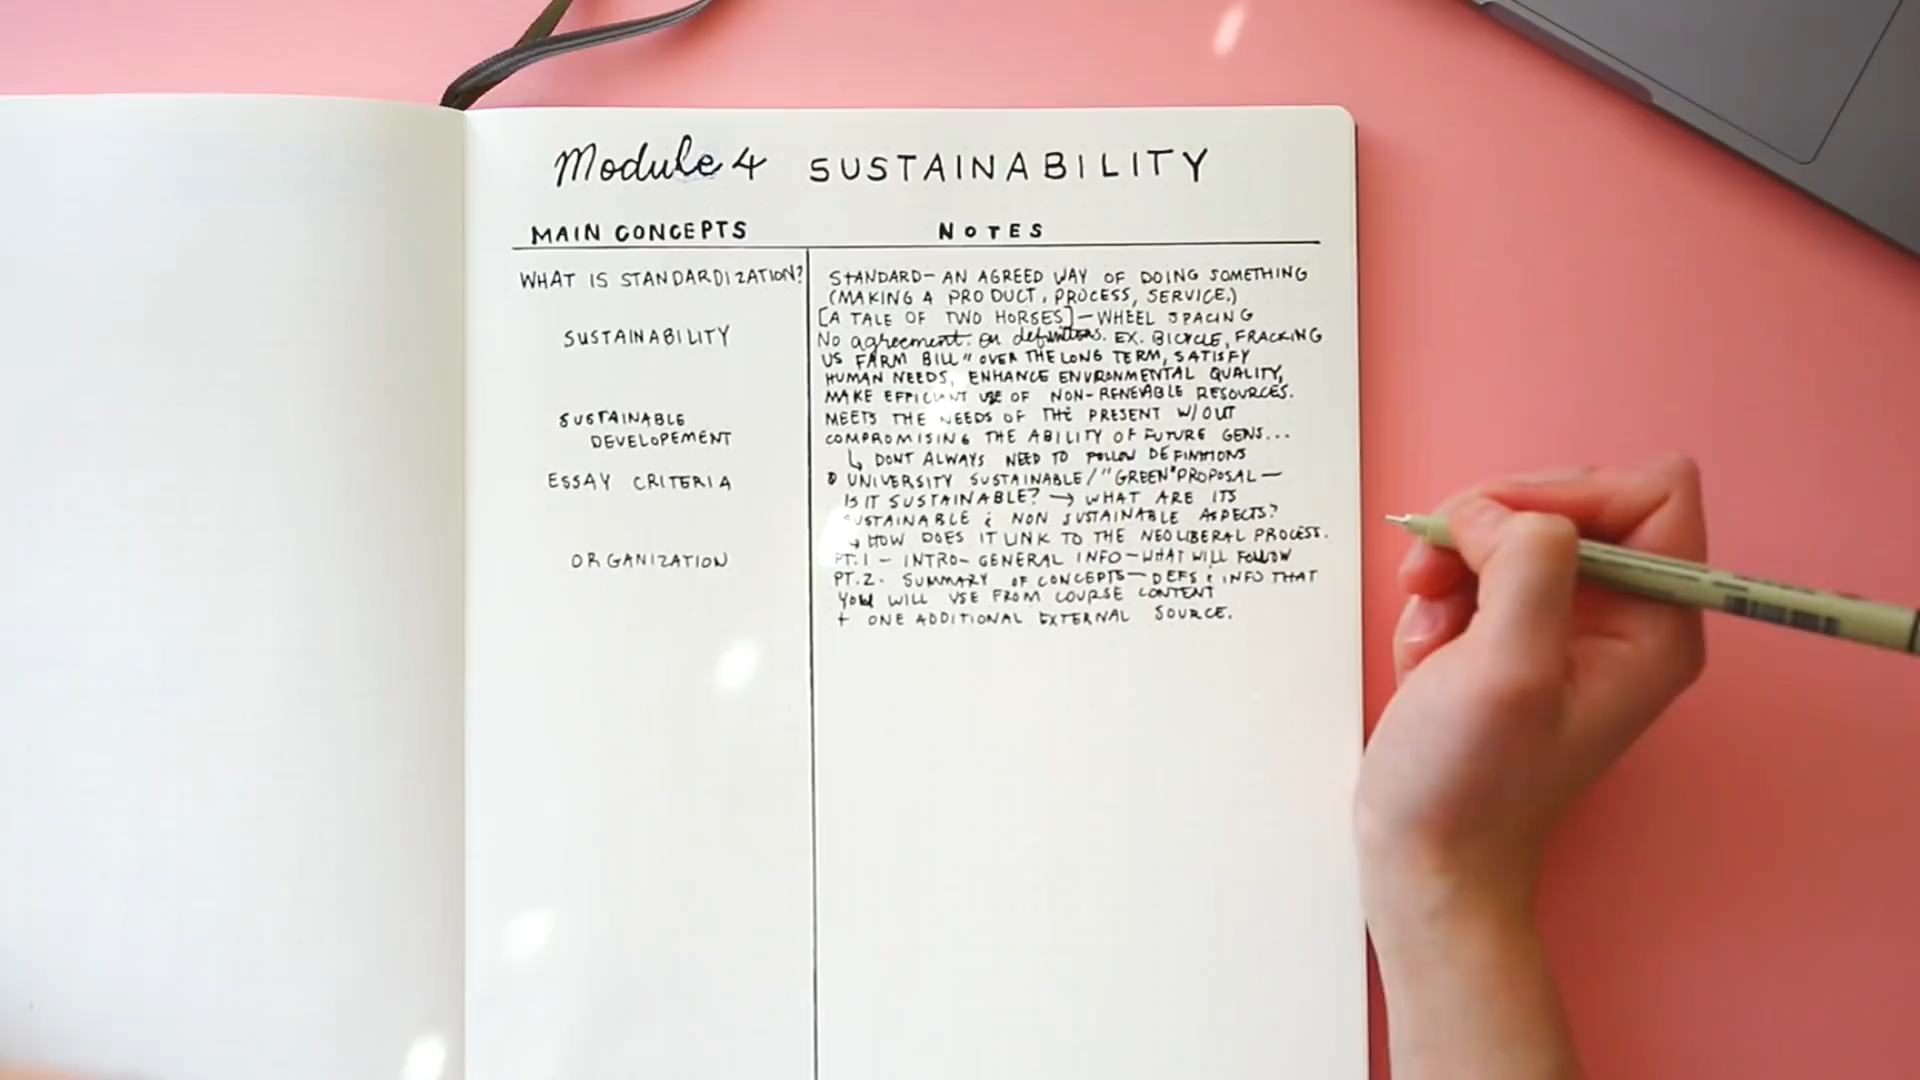 Module 4 SUSTAINABILITY
MAIN CONCEPTS NOTES
WHAT IS STANDARDIZATION? STANDARD- AN AGREED WAY OF DOING SOMETHING
(MAKING A PRODUCT, PROCESS, SERVICE.)
[A TALE OF TWO HORSES]-WHEEL SPACING
SUSTAINABILITY No agreement. on definitions. EX. BICYCLE, FRACKING
US FARM BILL" OVER THE LONG TERM, SATISFY
HUMAN NEEDS, ENHANCE ENVIRONMENTAL QUALITY,
MAKE EFFICIENT USE OF NON-RENEWABLE RESOURCES.
SUSTAINABLE MEETS THE NEEDS OF THE PRESENT W/OUT
DEVELOPEMENT COMPROMISING THE ABILITY OF FUTURE GENS...
↳ DONT ALWAYS NEED TO FOLLOW DEFINITIONS
ESSAY CRITERIA UNIVERSITY SUSTAINABLE/"GREEN" PROPOSAL-
IS IT SUSTAINABLE? → WHAT ARE ITS
SUSTAINABLE & NON SUSTAINABLE ASPECTS?
↳ HOW DOES IT LINK TO THE NEOLIBERAL PROCESS.
ORGANIZATION PT.1 - INTRO- GENERAL INFO-WHAT WILL FOLLOW
PT.2. SUMMARY OF CONCEPTS- DEFS & INFO THAT
YOU WILL USE FROM COURSE CONTENT
+ ONE ADDITIONAL EXTERNAL SOURCE.